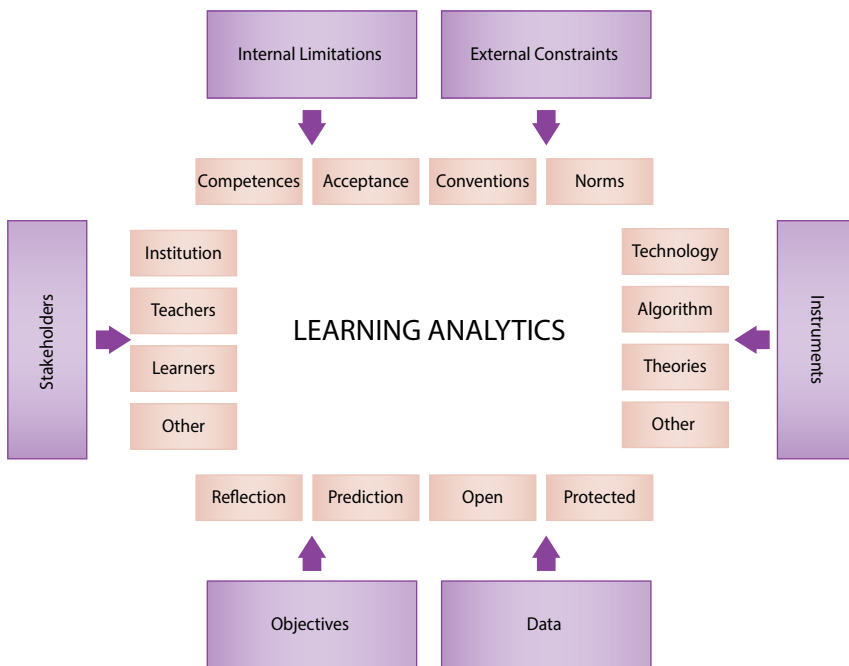 Internal Limitations
External Constraints
Competences
Acceptance
Conventions
Norms
Stakeholders
Institution
Teachers
Learners
Other
LEARNING ANALYTICS
Technology
Algorithm
Theories
Other
Instruments
Reflection
Prediction
Open
Protected
Objectives
Data